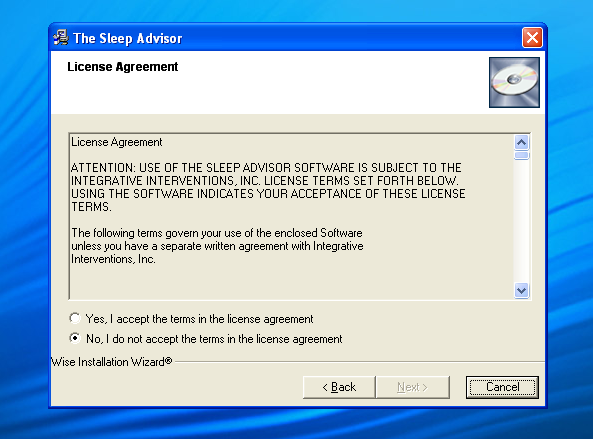 The Sleep Advisor
License Agreement
License Agreement
ATTENTION: USE OF THE SLEEP ADVISOR SOFTWARE IS SUBJECT TO THE
INTEGRATIVE INTERVENTIONS, INC. LICENSE TERMS SET FORTH BELOW.
USING THE SOFTWARE INDICATES YOUR ACCEPTANCE OF THESE LICENSE
TERMS.
The following terms govern your use of the enclosed Software
unless you have a separate written agreement with Integrative
Interventions, Inc.
Yes, I accept the terms in the license agreement
No, I do not accept the terms in the license agreement
Wise Installation Wizard®
< Back Next > Cancel